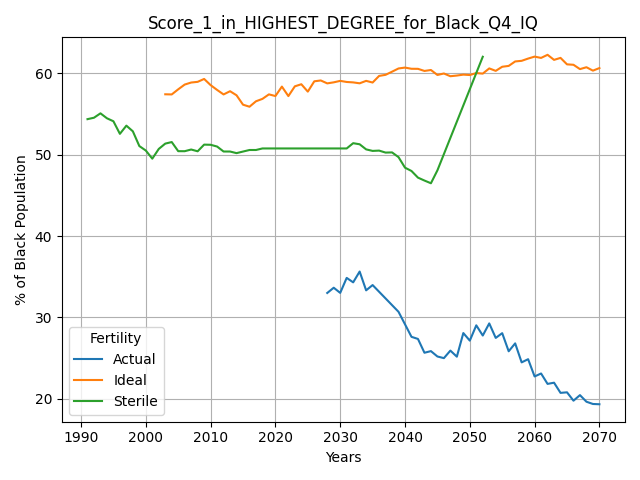 Score_1_in_HIGHEST_DEGREE_for_Black_Q4_IQ
% of Black Population
60
50
40
30
20
Fertility
Actual
Ideal
Sterile
1990 2000 2010 2020 2030 2040 2050 2060 2070
Years